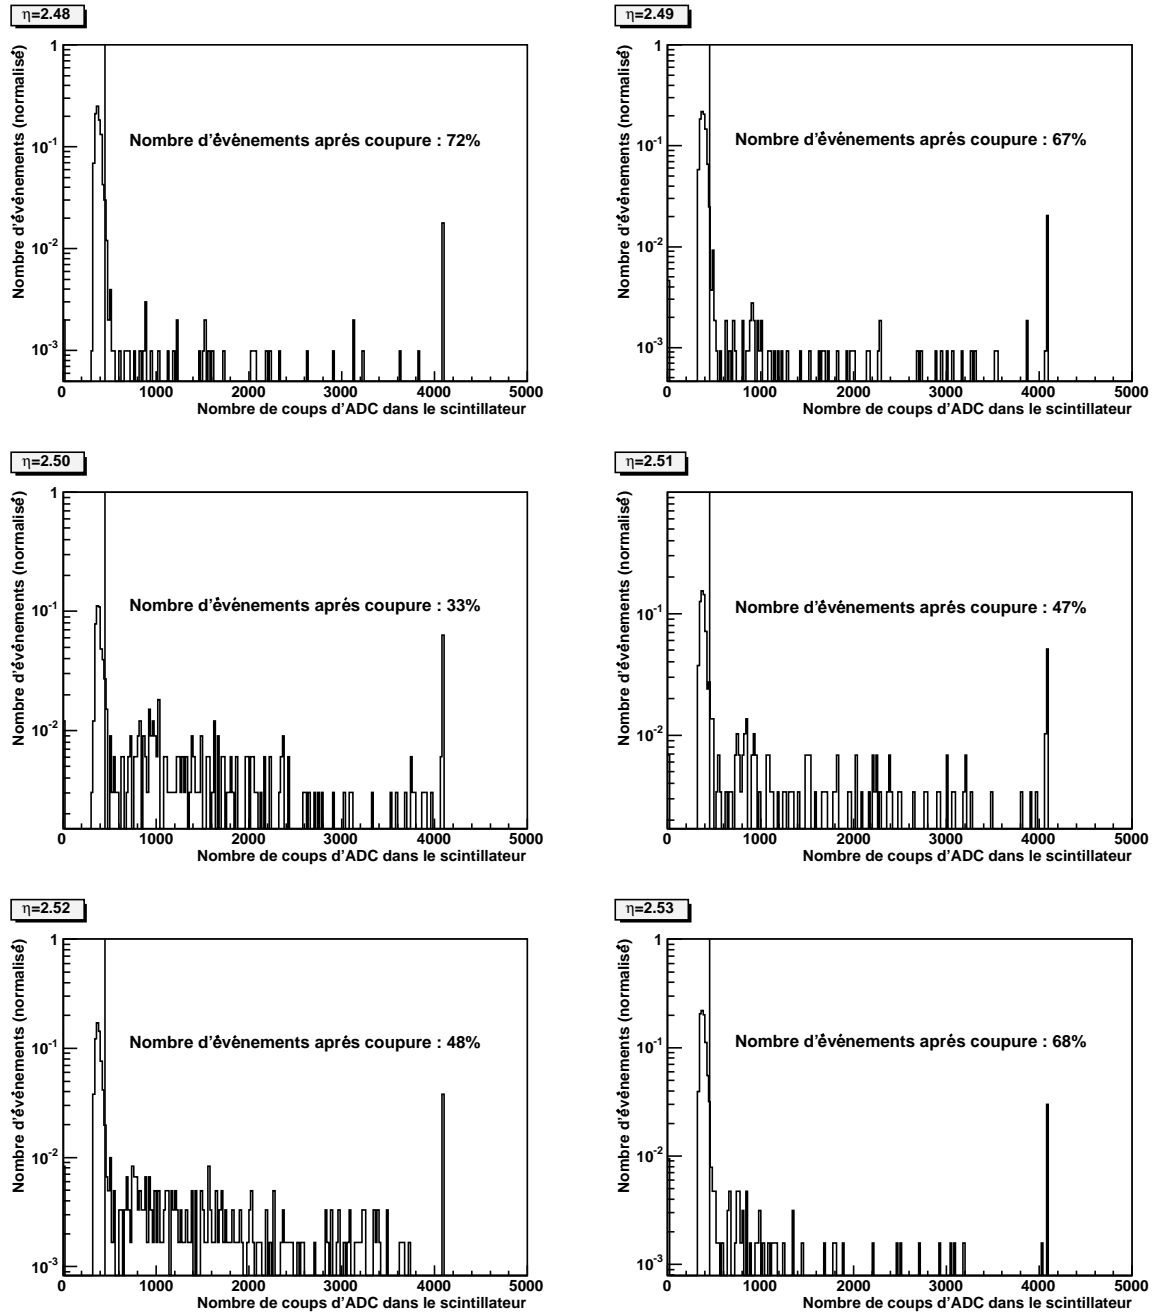 η=2.48
Nombre d'événements (normalisé)
1
10-1
10-2
10-3
Nombre d'événements aprés coupure : 72%
0 1000 2000 3000 4000 5000
Nombre de coups d'ADC dans le scintillateur
η=2.49
Nombre d'événements (normalisé)
1
10-1
10-2
10-3
Nombre d'événements aprés coupure : 67%
0 1000 2000 3000 4000 5000
Nombre de coups d'ADC dans le scintillateur
η=2.50
Nombre d'événements (normalisé)
1
10-1
10-2
Nombre d'événements aprés coupure : 33%
0 1000 2000 3000 4000 5000
Nombre de coups d'ADC dans le scintillateur
η=2.51
Nombre d'événements (normalisé)
10-1
10-2
Nombre d'événements aprés coupure : 47%
0 1000 2000 3000 4000 5000
Nombre de coups d'ADC dans le scintillateur
η=2.52
Nombre d'événements (normalisé)
1
10-1
10-2
10-3
Nombre d'événements aprés coupure : 48%
0 1000 2000 3000 4000 5000
Nombre de coups d'ADC dans le scintillateur
η=2.53
Nombre d'événements (normalisé)
1
10-1
10-2
10-3
Nombre d'événements aprés coupure : 68%
0 1000 2000 3000 4000 5000
Nombre de coups d'ADC dans le scintillateur